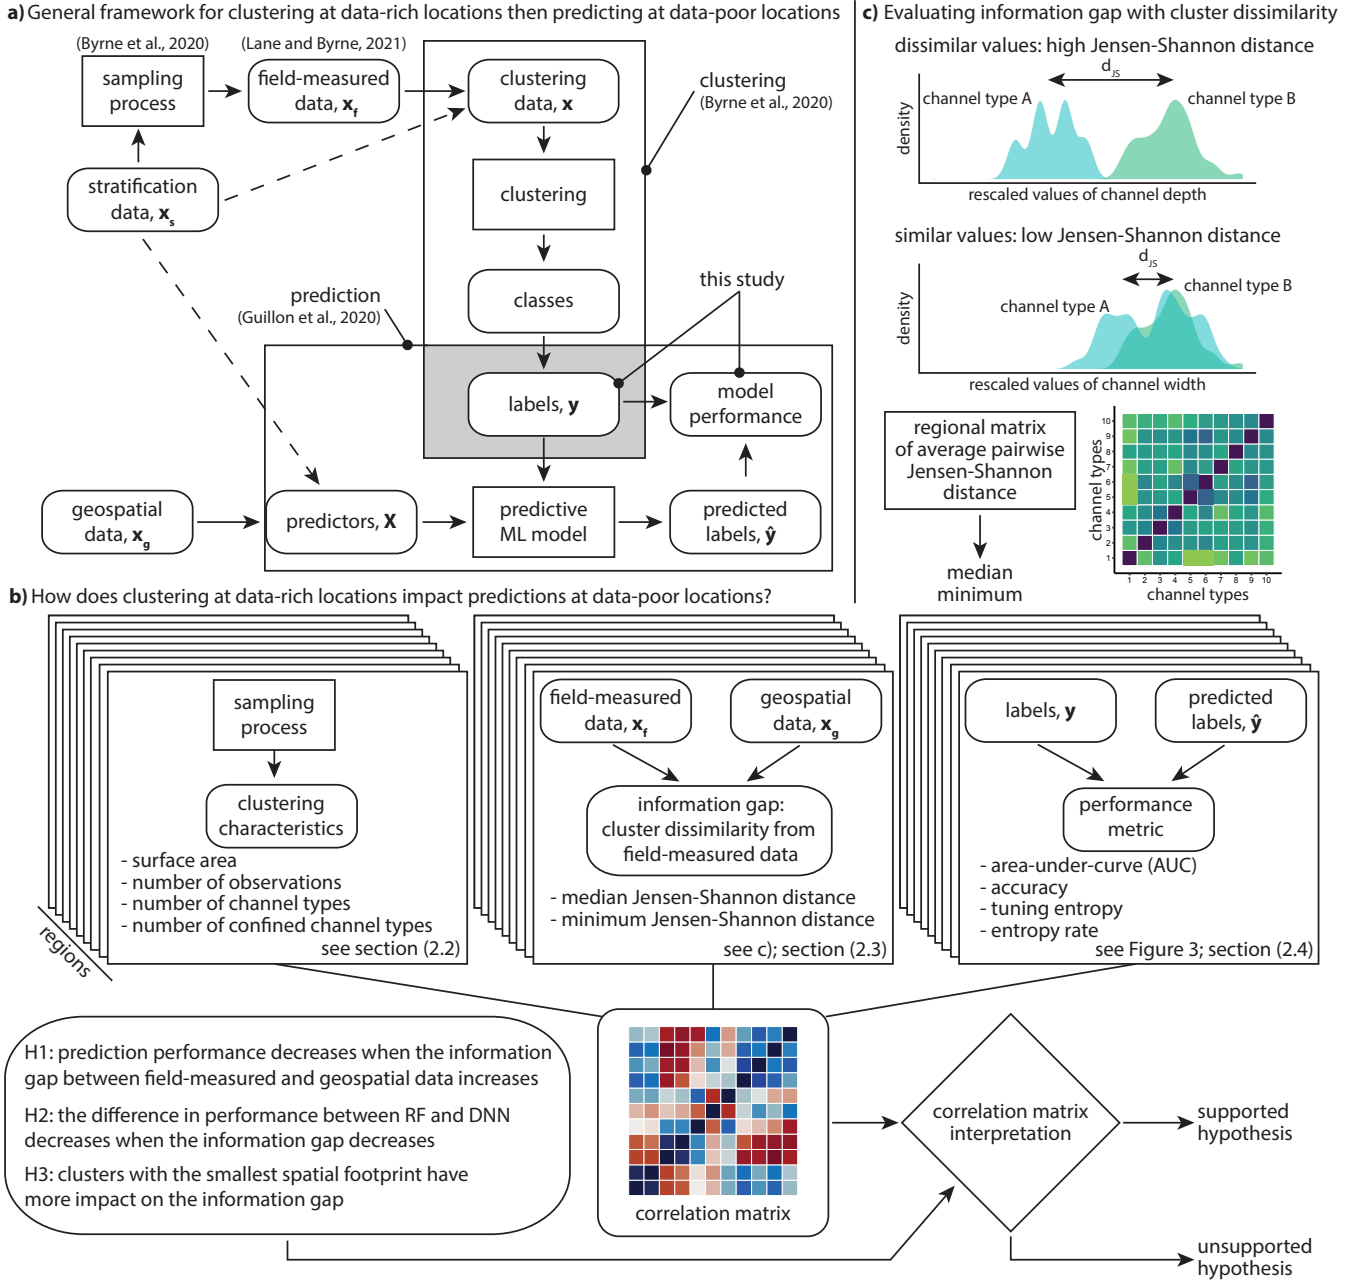 a) General framework for clustering at data-rich locations then predicting at data-poor locations
(Byrne et al., 2020)
(Lane and Byrne, 2021)
sampling
process
field-measured
data, xf
clustering
data, x
clustering
(Byrne et al., 2020)
stratification
data, xs
clustering
classes
prediction
(Guillon et al., 2020)
this study
labels, y
model
performance
geospatial
data, xg
predictors, X
predictive
ML model
predicted
labels, ŷ
c) Evaluating information gap with cluster dissimilarity
dissimilar values: high Jensen-Shannon distance
dJS
channel type A
channel type B
density
rescaled values of channel depth
similar values: low Jensen-Shannon distance
dJS
channel type A
channel type B
density
rescaled values of channel width
regional matrix
of average pairwise
Jensen-Shannon
distance
median
minimum
channel types
10
9
8
7
6
5
4
3
2
1
1 2 3 4 5 6 7 8 9 10
channel types
b) How does clustering at data-rich locations impact predictions at data-poor locations?
sampling
process
clustering
characteristics
- surface area
- number of observations
- number of channel types
- number of confined channel types
see section (2.2)
regions
field-measured
data, xf
geospatial
data, xg
information gap:
cluster dissimilarity from
field-measured data
- median Jensen-Shannon distance
- minimum Jensen-Shannon distance
see c); section (2.3)
labels, y
predicted
labels, ŷ
performance
metric
- area-under-curve (AUC)
- accuracy
- tuning entropy
- entropy rate
see Figure 3; section (2.4)
H1: prediction performance decreases when the information
gap between field-measured and geospatial data increases
H2: the difference in performance between RF and DNN
decreases when the information gap decreases
H3: clusters with the smallest spatial footprint have
more impact on the information gap
correlation matrix
correlation matrix
interpretation
supported
hypothesis
unsupported
hypothesis